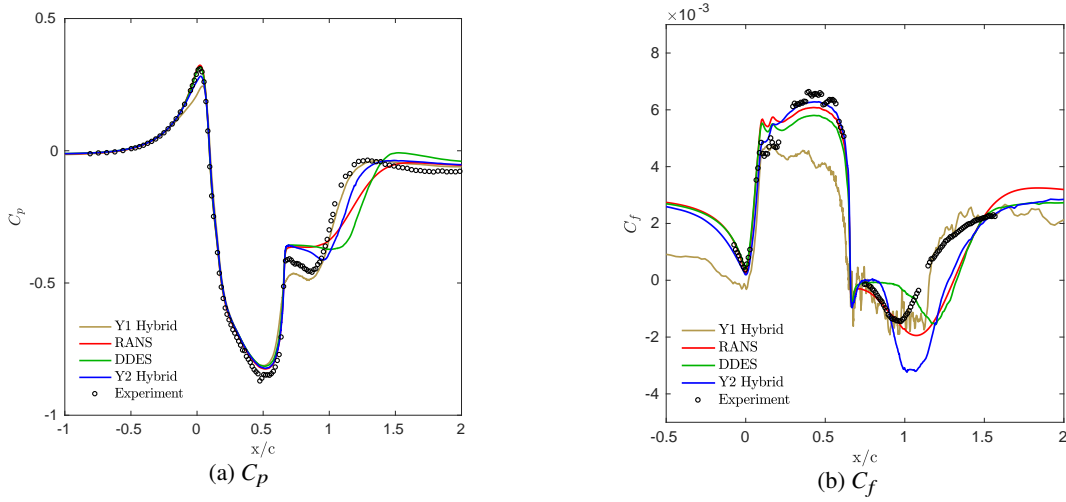 0.5
0
-0.5
-1
C_p
-1 -0.5 0 0.5 1 1.5 2
x/c
Y1 Hybrid
RANS
DDES
Y2 Hybrid
Experiment
(a) C_p
×10⁻³
8
6
4
2
0
-2
-4
C_f
-0.5 0 0.5 1 1.5 2
x/c
Y1 Hybrid
RANS
DDES
Y2 Hybrid
Experiment
(b) C_f